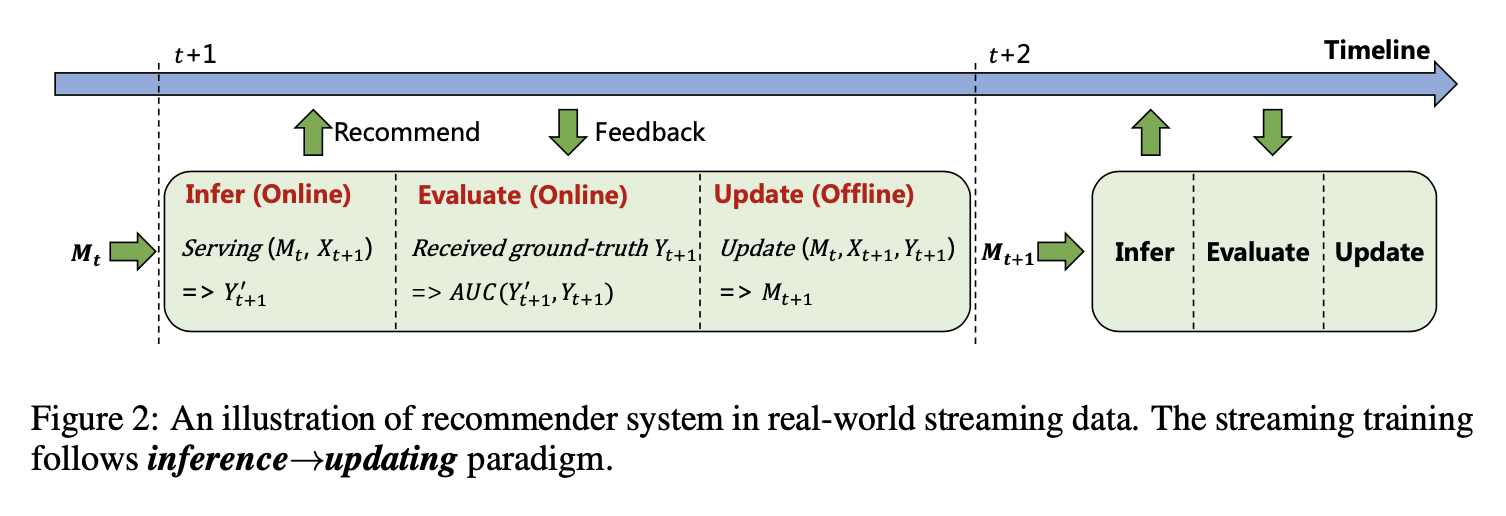 t+1
t+2
Timeline
Recommend
Feedback
Infer (Online)
Evaluate (Online)
Update (Offline)
M_t
Serving (M_t, X_{t+1})
=> Y'_{t+1}
Received ground-truth Y_{t+1}
=> AUC(Y'_{t+1}, Y_{t+1})
Update (M_t, X_{t+1}, Y_{t+1})
=> M_{t+1}
M_{t+1}
Infer
Evaluate
Update
Figure 2: An illustration of recommender system in real-world streaming data. The streaming training
follows inference→updating paradigm.